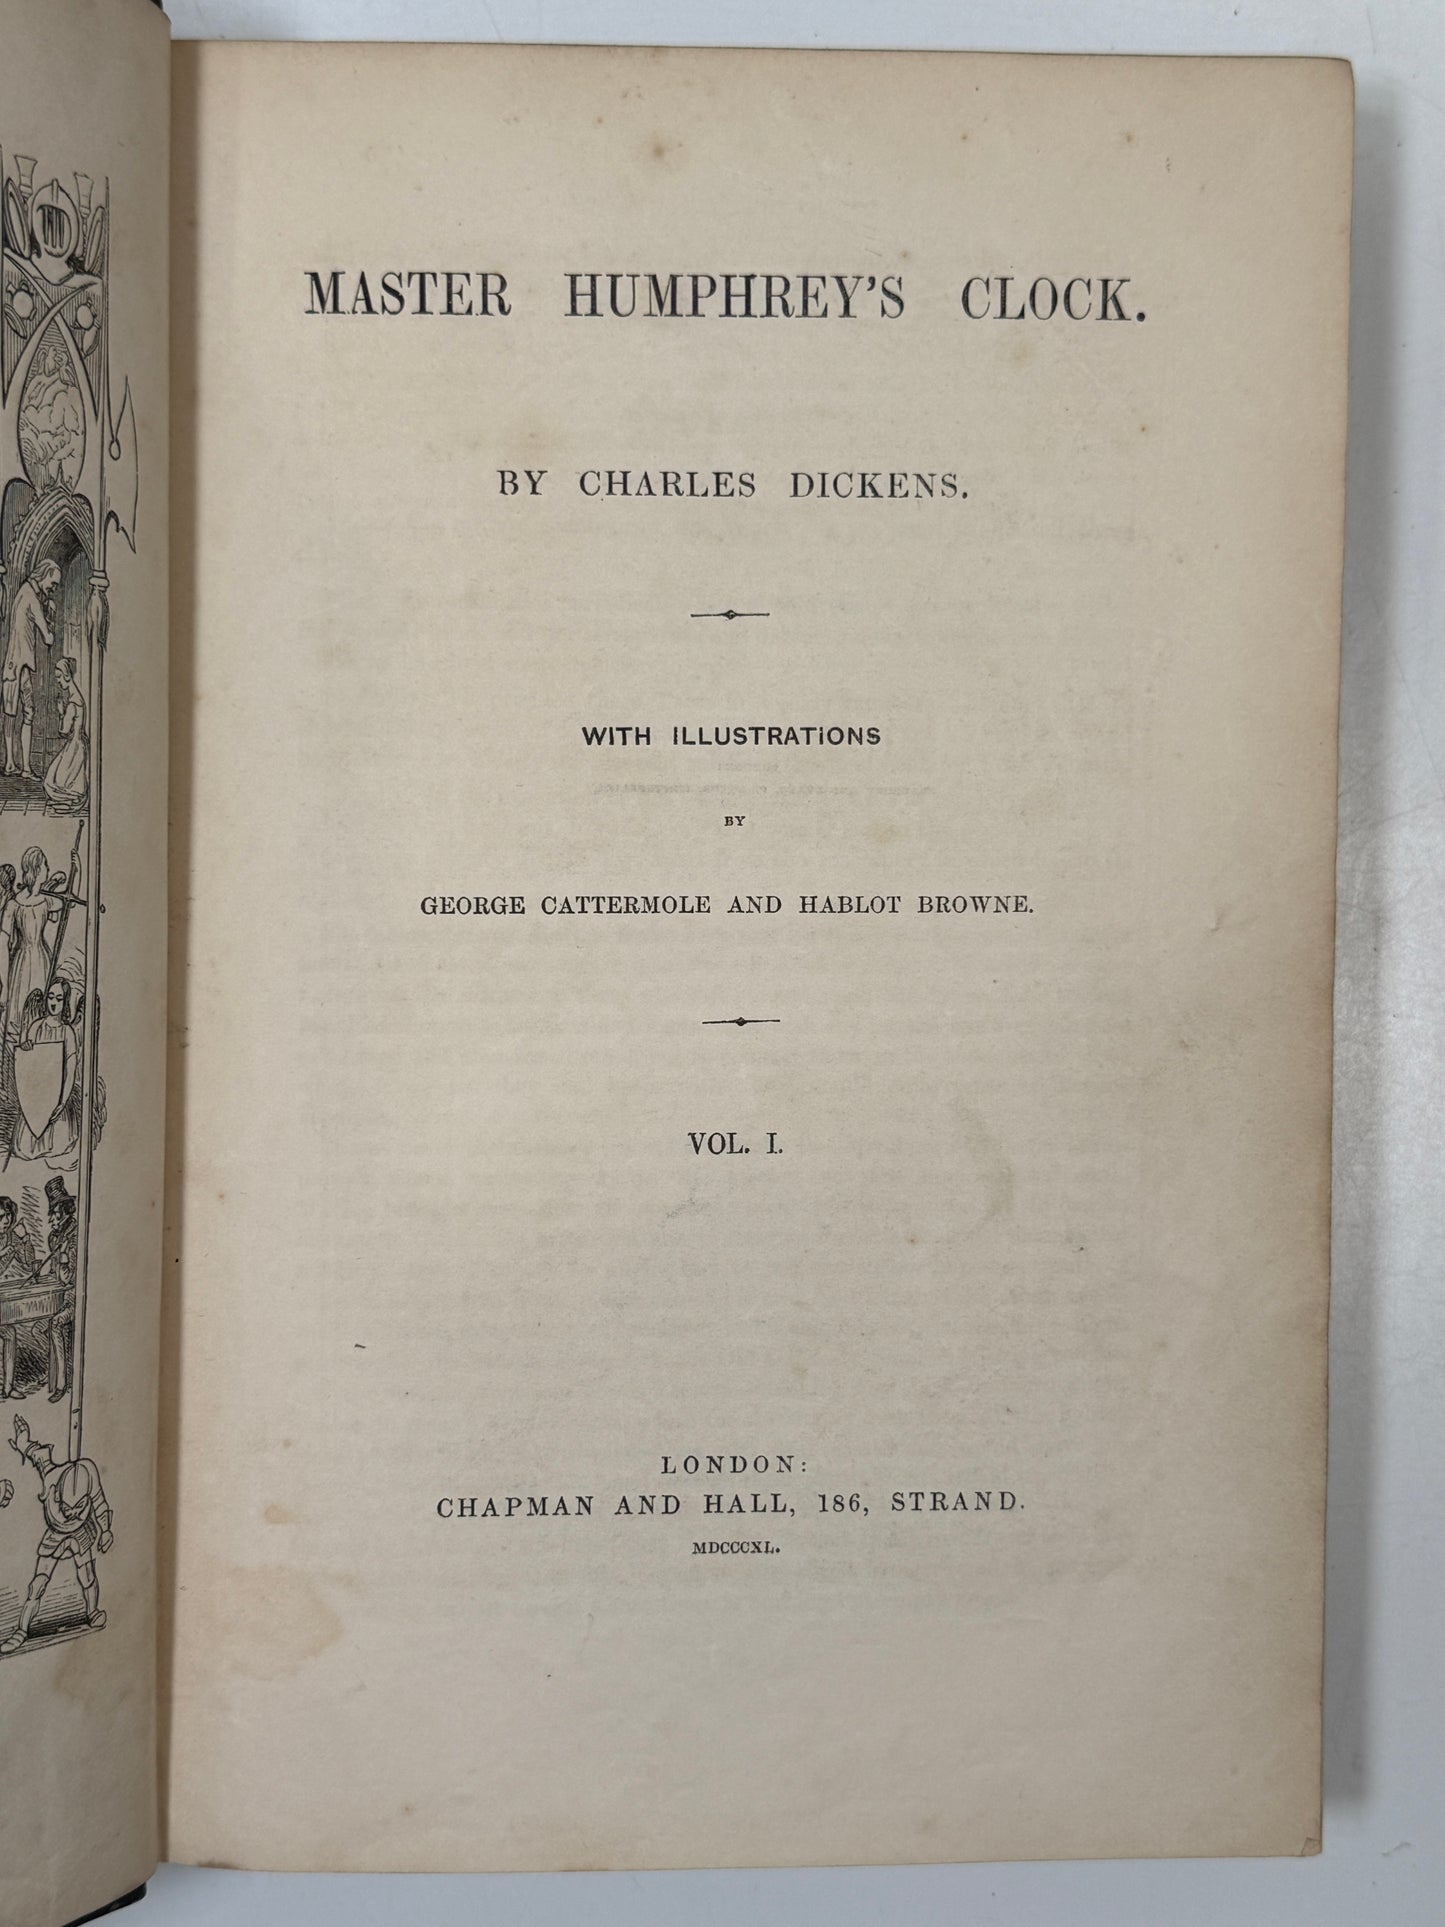 MASTER HUMPHREY'S CLOCK.
BY CHARLES DICKENS.
WITH ILLUSTRATIONS
BY
GEORGE CATTERMOLE AND HABLOT BROWNE.
VOL. I.
LONDON:
CHAPMAN AND HALL, 186, STRAND.
MDCCCXL.